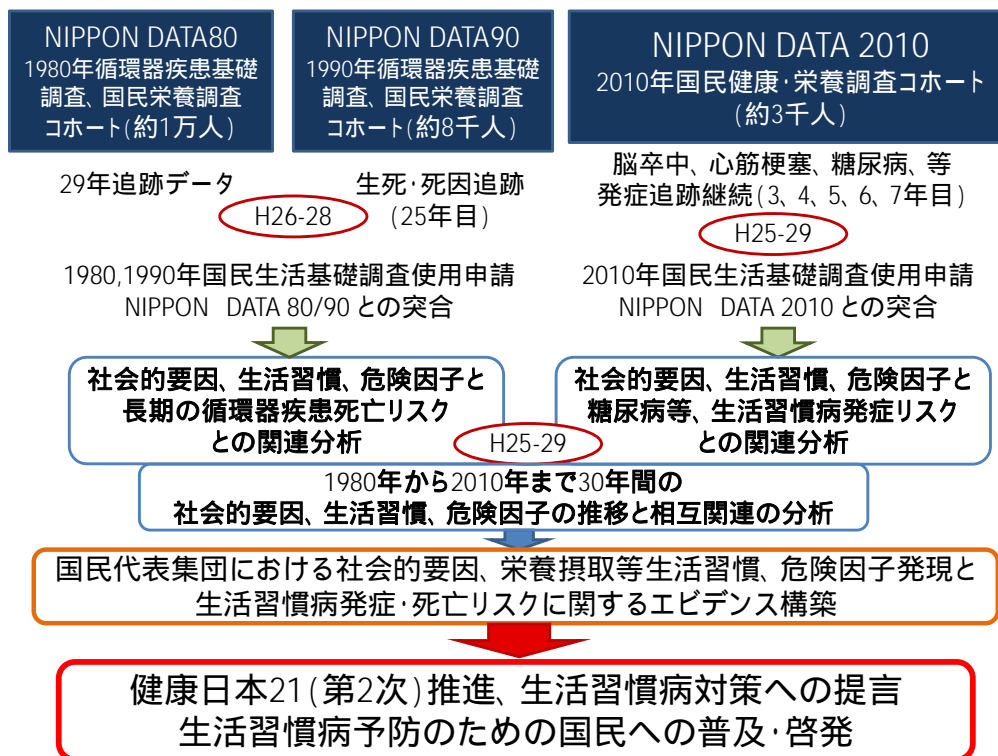 NIPPON DATA80
1980年循環器疾患基礎
調査、国民栄養調査
コホート(約1万人)
NIPPON DATA90
1990年循環器疾患基礎
調査、国民栄養調査
コホート(約8千人)
NIPPON DATA 2010
2010年国民健康・栄養調査コホート
(約3千人)
29年追跡データ
生死・死因追跡
(25年目)
H26-28
脳卒中、心筋梗塞、糖尿病、等
発症追跡継続(3、4、5、6、7年目)
H25-29
1980,1990年国民生活基礎調査使用申請
NIPPON DATA 80/90 との突合
2010年国民生活基礎調査使用申請
NIPPON DATA 2010 との突合
社会的要因、生活習慣、危険因子と
長期の循環器疾患死亡リスク
との関連分析
社会的要因、生活習慣、危険因子と
糖尿病等、生活習慣病発症リスク
との関連分析
H25-29
1980年から2010年まで30年間の
社会的要因、生活習慣、危険因子の推移と相互関連の分析
国民代表集団における社会的要因、栄養摂取等生活習慣、危険因子発現と
生活習慣病発症・死亡リスクに関するエビデンス構築
健康日本21(第2次)推進、生活習慣病対策への提言
生活習慣病予防のための国民への普及・啓発